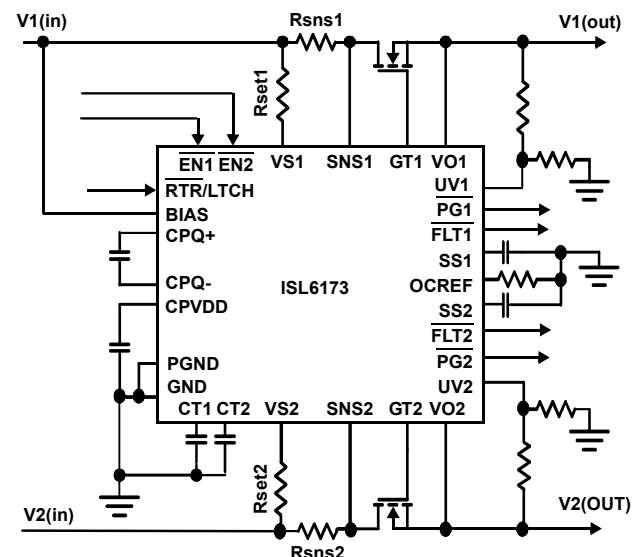 V1(in)
Rsns1
V1(out)
Rset1
EN1 EN2 VS1 SNS1 GT1 VO1
RTR/LTCH
BIAS
CPQ+
CPQ-
CPVDD
PGND
GND
ISL6173
UV1
PG1
FLT1
SS1
OCREF
SS2
FLT2
PG2
UV2
CT1 CT2 VS2 SNS2 GT2 VO2
Rset2
V2(in)
V2(OUT)
Rsns2